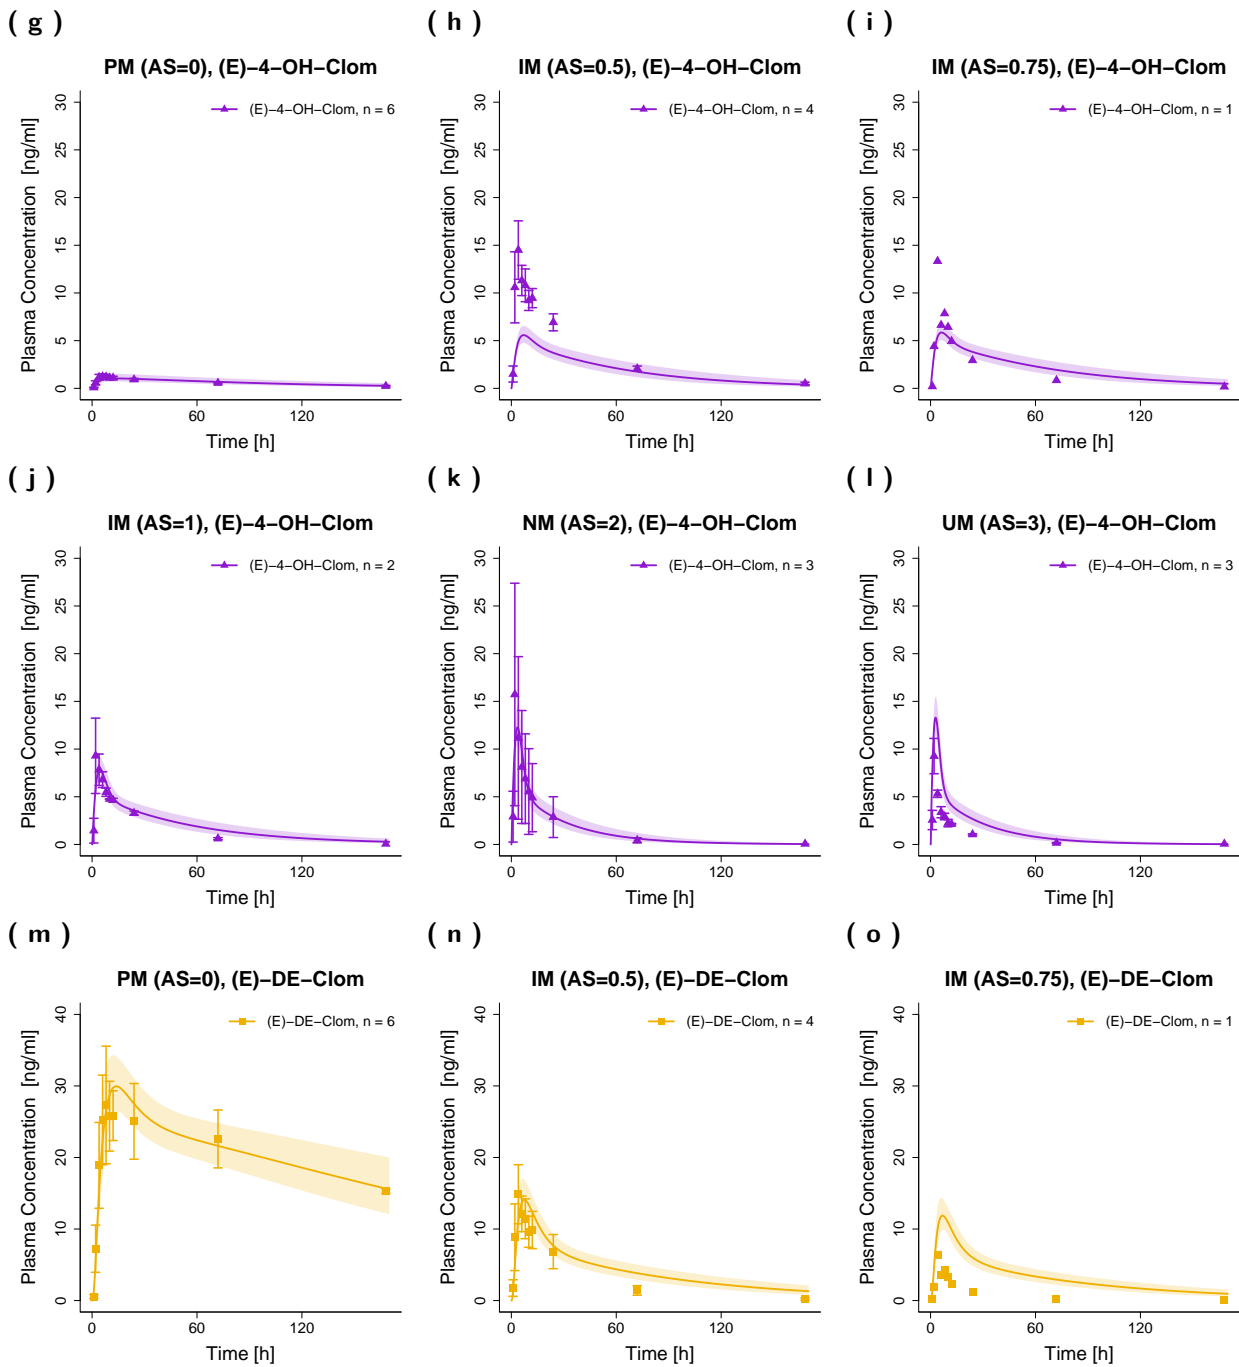 ( g )
PM (AS=0), (E)−4−OH−Clom
(E)−4−OH−Clom, n = 6
Plasma Concentration [ng/ml]
30
25
20
15
10
5
0
0 60 120
Time [h]
( h )
IM (AS=0.5), (E)−4−OH−Clom
(E)−4−OH−Clom, n = 4
Plasma Concentration [ng/ml]
30
25
20
15
10
5
0
0 60 120
Time [h]
( i )
IM (AS=0.75), (E)−4−OH−Clom
(E)−4−OH−Clom, n = 1
Plasma Concentration [ng/ml]
30
25
20
15
10
5
0
0 60 120
Time [h]
( j )
IM (AS=1), (E)−4−OH−Clom
(E)−4−OH−Clom, n = 2
Plasma Concentration [ng/ml]
30
25
20
15
10
5
0
0 60 120
Time [h]
( k )
NM (AS=2), (E)−4−OH−Clom
(E)−4−OH−Clom, n = 3
Plasma Concentration [ng/ml]
30
25
20
15
10
5
0
0 60 120
Time [h]
( l )
UM (AS=3), (E)−4−OH−Clom
(E)−4−OH−Clom, n = 3
Plasma Concentration [ng/ml]
30
25
20
15
10
5
0
0 60 120
Time [h]
( m )
PM (AS=0), (E)−DE−Clom
(E)−DE−Clom, n = 6
Plasma Concentration [ng/ml]
40
30
20
10
0
0 60 120
Time [h]
( n )
IM (AS=0.5), (E)−DE−Clom
(E)−DE−Clom, n = 4
Plasma Concentration [ng/ml]
40
30
20
10
0
0 60 120
Time [h]
( o )
IM (AS=0.75), (E)−DE−Clom
(E)−DE−Clom, n = 1
Plasma Concentration [ng/ml]
40
30
20
10
0
0 60 120
Time [h]